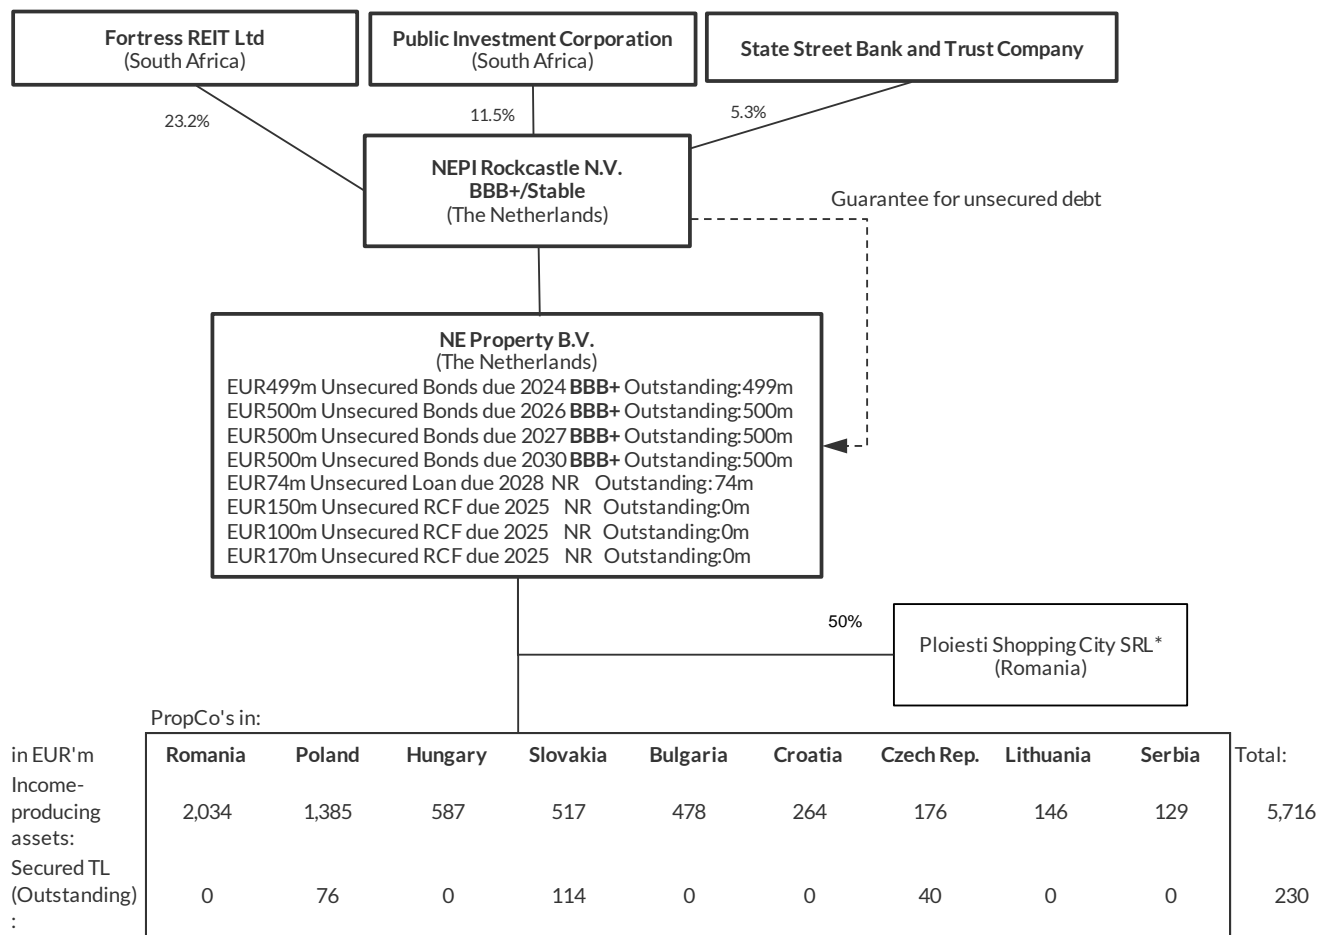 Fortress REIT Ltd
(South Africa)
Public Investment Corporation
(South Africa)
State Street Bank and Trust Company
23.2%
11.5%
5.3%
NEPI Rockcastle N.V.
BBB+/Stable
(The Netherlands)
Guarantee for unsecured debt
NE Property B.V.
(The Netherlands)
EUR499m Unsecured Bonds due 2024 BBB+ Outstanding:499m
EUR500m Unsecured Bonds due 2026 BBB+ Outstanding:500m
EUR500m Unsecured Bonds due 2027 BBB+ Outstanding:500m
EUR500m Unsecured Bonds due 2030 BBB+ Outstanding:500m
EUR74m Unsecured Loan due 2028 NR Outstanding:74m
EUR150m Unsecured RCF due 2025 NR Outstanding:0m
EUR100m Unsecured RCF due 2025 NR Outstanding:0m
EUR170m Unsecured RCF due 2025 NR Outstanding:0m
50%
Ploiesti Shopping City SRL*
(Romania)
PropCo's in:
in EUR'm Romania Poland Hungary Slovakia Bulgaria Croatia Czech Rep. Lithuania Serbia Total:
Income-
producing 2,034 1,385 587 517 478 264 176 146 129 5,716
assets:
Secured TL
(Outstanding) 0 76 0 114 0 0 40 0 0 230
: